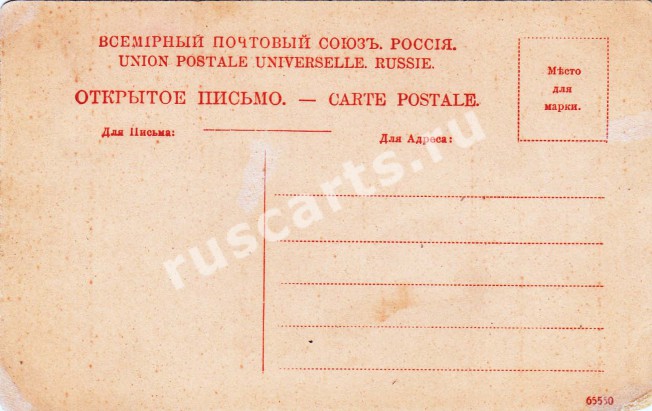 ВСЕМІРНЫЙ ПОЧТОВЫЙ СОЮЗЪ. РОССІЯ.
UNION POSTALE UNIVERSELLE. RUSSIE.
ОТКРЫТОЕ ПИСЬМО. — CARTE POSTALE.
Мѣсто
для
марки.
Для Письма:
Для Адреса:
ruscarts.ru
65550